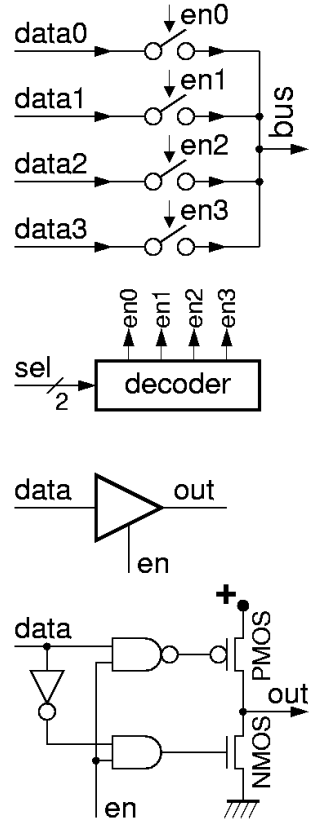 en0
data0
en1
data1
bus
en2
data2
en3
data3
en0
en1
en2
en3
sel
2
decoder
data
out
en
+
data
PMOS
out
NMOS
en